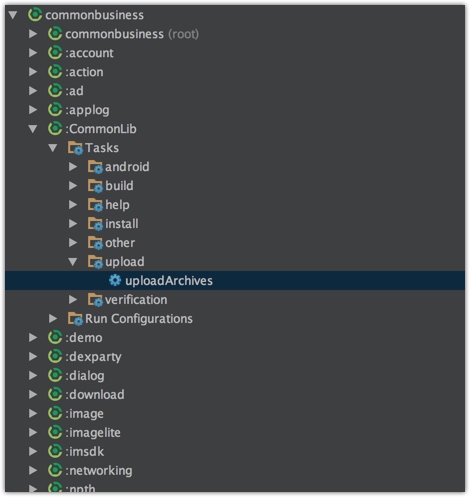 commonbusiness
commonbusiness (root)
:account
:action
:ad
:applog
:CommonLib
Tasks
android
build
help
install
other
upload
uploadArchives
verification
Run Configurations
:demo
:dexparty
:dialog
:download
:image
:imagelite
:imsdk
:networking
:npth